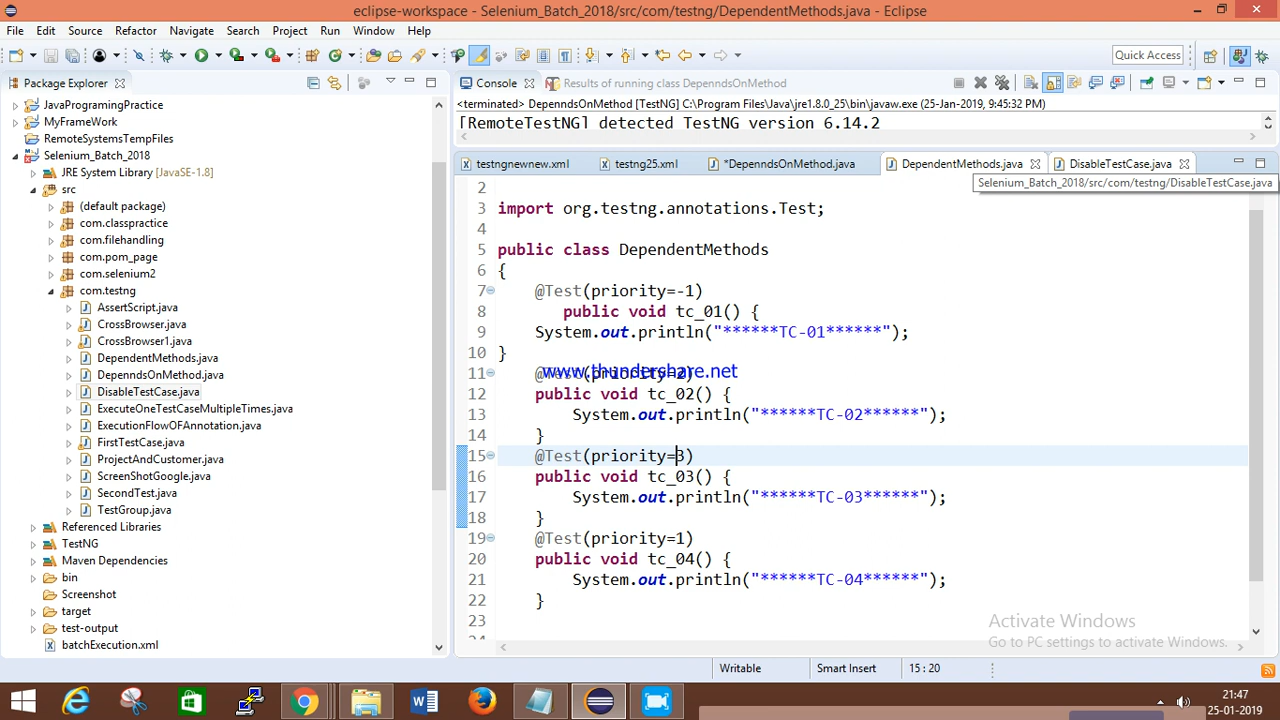 eclipse-workspace - Selenium_Batch_2018/src/com/testng/DependentMethods.java - Eclipse
File Edit Source Refactor Navigate Search Project Run Window Help
Quick Access
Package Explorer
Console Results of running class DepenndsOnMethod
<terminated> DepenndsOnMethod [TestNG] C:\Program Files\Java\jre1.8.0_25\bin\javaw.exe (25-Jan-2019, 9:45:32 PM)
[RemoteTestNG] detected TestNG version 6.14.2
JavaProgramingPractice
MyFrameWork
RemoteSystemsTempFiles
Selenium_Batch_2018
JRE System Library [JavaSE-1.8]
src
(default package)
com.classpractice
com.filehandling
com.pom_page
com.selenium2
com.testng
AssertScript.java
CrossBrowser.java
CrossBrowser1.java
DependentMethods.java
DepenndsOnMethod.java
DisableTestCase.java
ExecuteOneTestCaseMultipleTimes.java
ExecutionFlowOFAnnotation.java
FirstTestCase.java
ProjectAndCustomer.java
ScreenShotGoogle.java
SecondTest.java
TestGroup.java
Referenced Libraries
TestNG
Maven Dependencies
bin
Screenshot
target
test-output
batchExecution.xml
testngnewnew.xml testng25.xml *DepenndsOnMethod.java DependentMethods.java DisableTestCase.java
Selenium_Batch_2018/src/com/testng/DisableTestCase.java
2
3 import org.testng.annotations.Test;
4
5 public class DependentMethods
6 {
7 @Test(priority=-1)
8 public void tc_01() {
9 System.out.println("******TC-01******");
10 }
11 @Test(priority=2)
www.thundershare.net
12 public void tc_02() {
13 System.out.println("******TC-02******");
14 }
15 @Test(priority=3)
16 public void tc_03() {
17 System.out.println("******TC-03******");
18 }
19 @Test(priority=1)
20 public void tc_04() {
21 System.out.println("******TC-04******");
22 }
23
24
Activate Windows
Go to PC settings to activate Windows.
Writable Smart Insert 15 : 20
21:47
25-01-2019